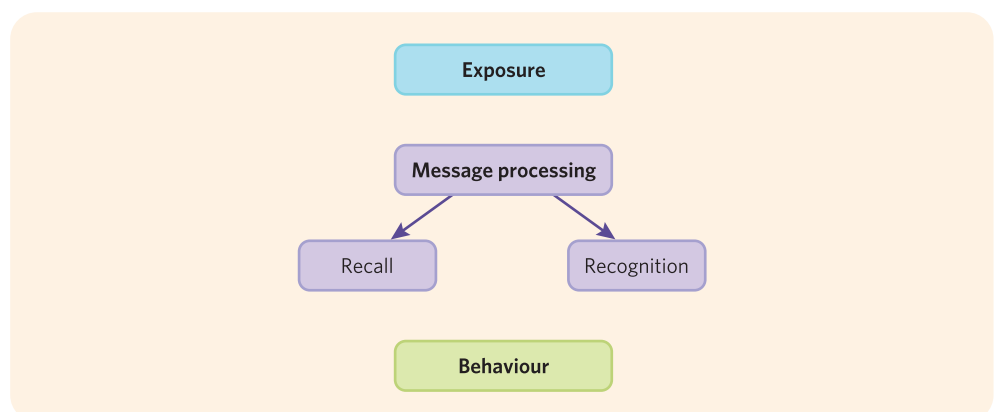 Exposure
Message processing
Recall
Recognition
Behaviour